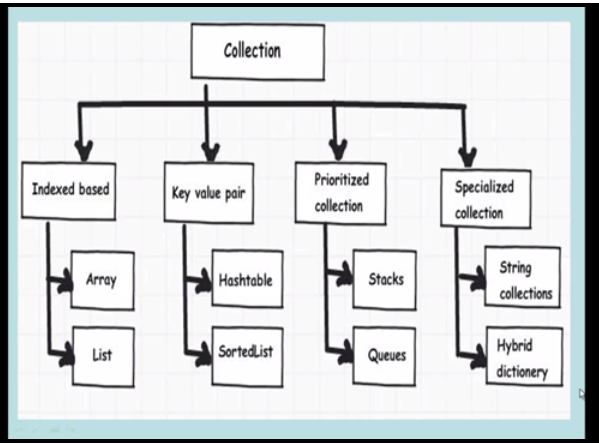 Collection
Indexed based
Key value pair
Prioritized
collection
Specialized
collection
Array
Hashtable
Stacks
String
collections
List
SortedList
Queues
Hybrid
dictionery